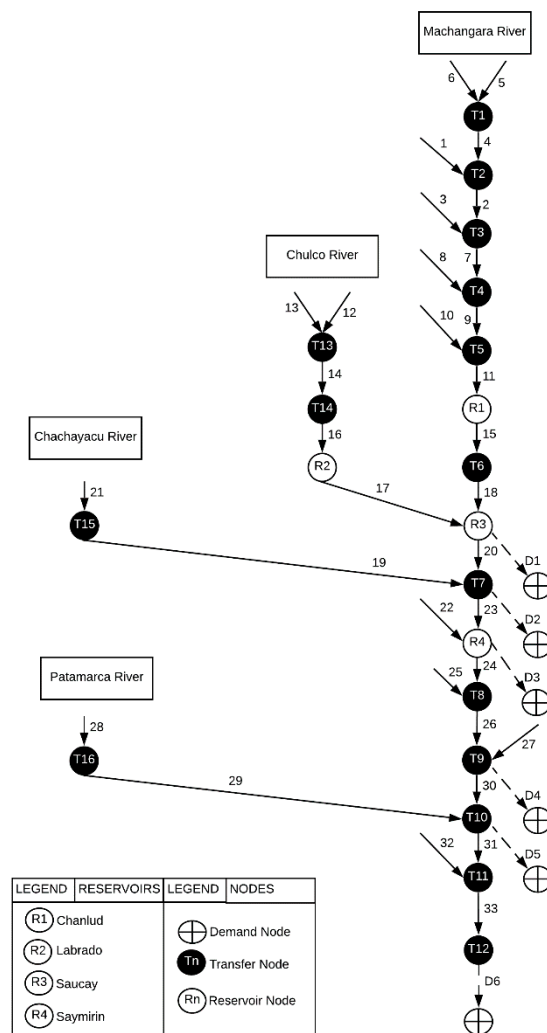 Machangara River
6
5
T1
1
4
T2
3
2
T3
Chulco River
8
7
T4
13
12
10
9
T13
T5
14
11
T14
R1
Chachayacu River
16
15
R2
T6
21
17
18
T15
R3
19
20
D1
T7
22
23
D2
R4
Patamarca River
25
24
D3
T8
28
26
27
T16
T9
29
30
D4
T10
32
31
D5
T11
LEGEND RESERVOIRS LEGEND NODES
33
R1 Chanlud
Demand Node
T12
R2 Labrado
Tn Transfer Node
D6
R3 Saucay
Rn Reservoir Node
R4 Saymirin